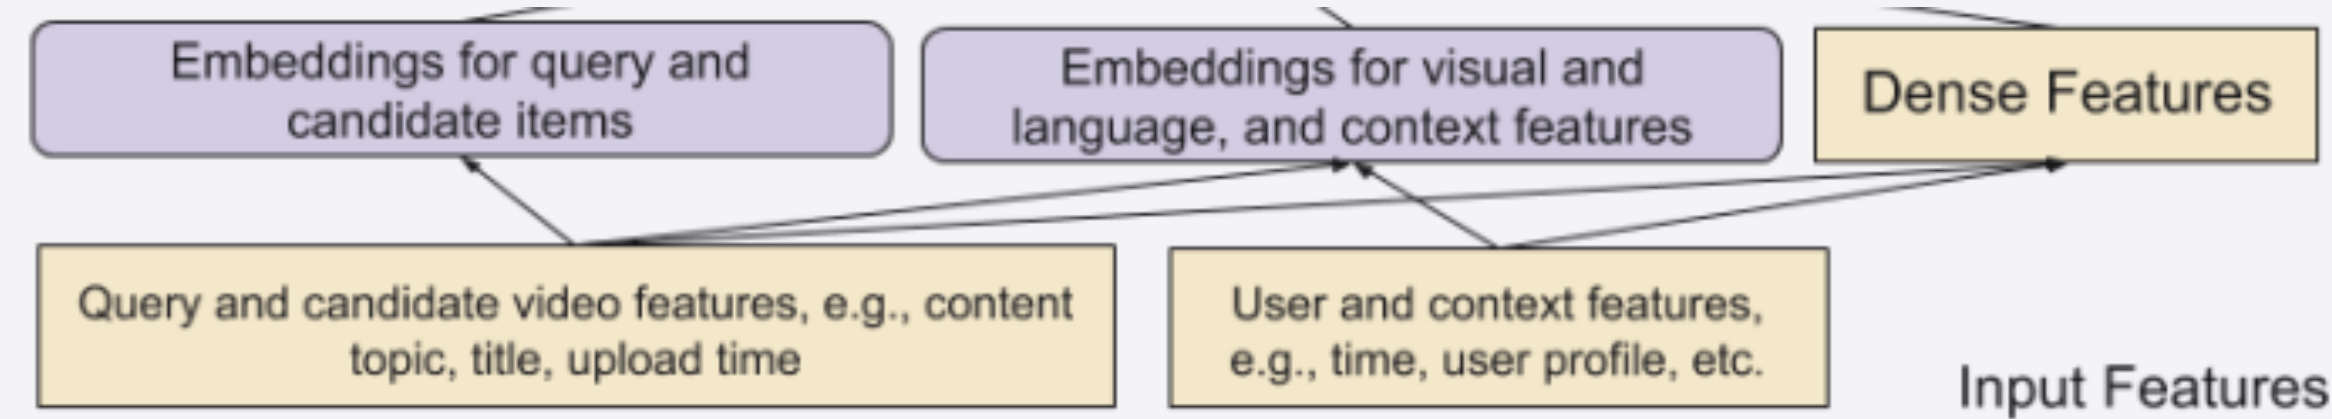 Embeddings for query and
candidate items
Embeddings for visual and
language, and context features
Dense Features
Query and candidate video features, e.g., content
topic, title, upload time
User and context features,
e.g., time, user profile, etc.
Input Features